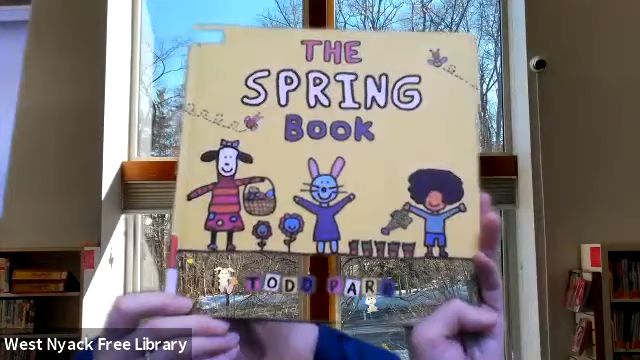 THE
SPRING
BOOK
TODD PARR
West Nyack Free Library